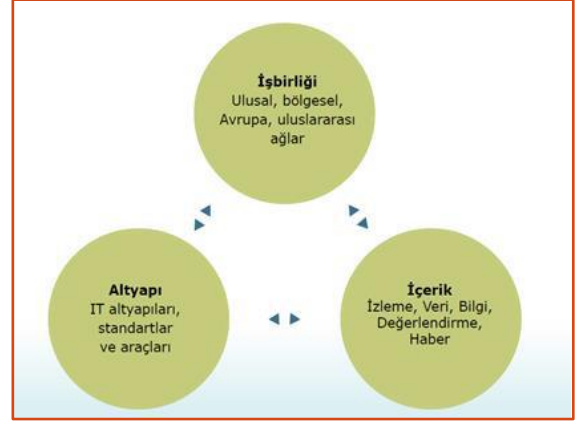 İşbirliği
Ulusal, bölgesel,
Avrupa, uluslararası
ağlar
Altyapı
IT altyapıları,
standartlar
ve araçları
İçerik
İzleme, Veri, Bilgi,
Değerlendirme,
Haber